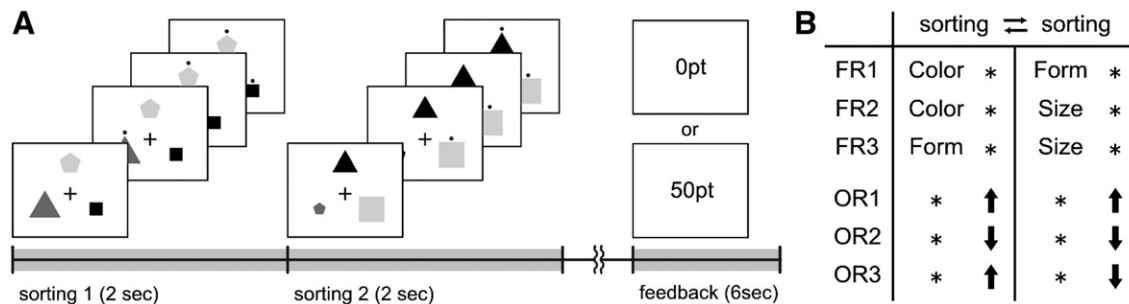 A
0pt
or
50pt
sorting 1 (2 sec)
sorting 2 (2 sec)
feedback (6sec)
B
sorting ⇄ sorting
FR1 Color * Form *
FR2 Color * Size *
FR3 Form * Size *
OR1 * ↑ * ↑
OR2 * ↓ * ↓
OR3 * ↑ * ↓